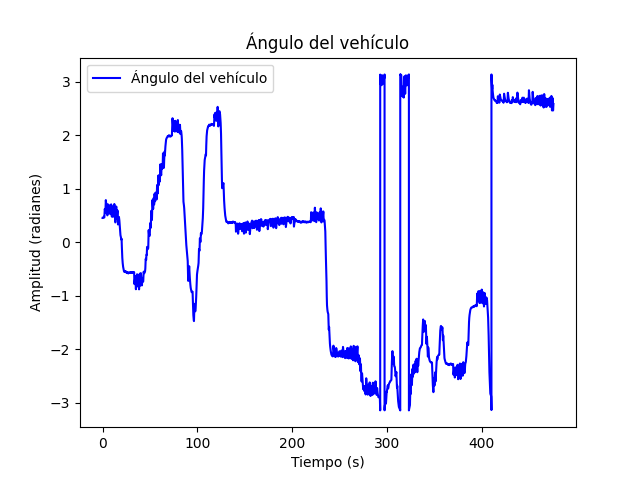 Ángulo del vehículo
Ángulo del vehículo
Amplitud (radianes)
3
2
1
0
−1
−2
−3
0 100 200 300 400
Tiempo (s)